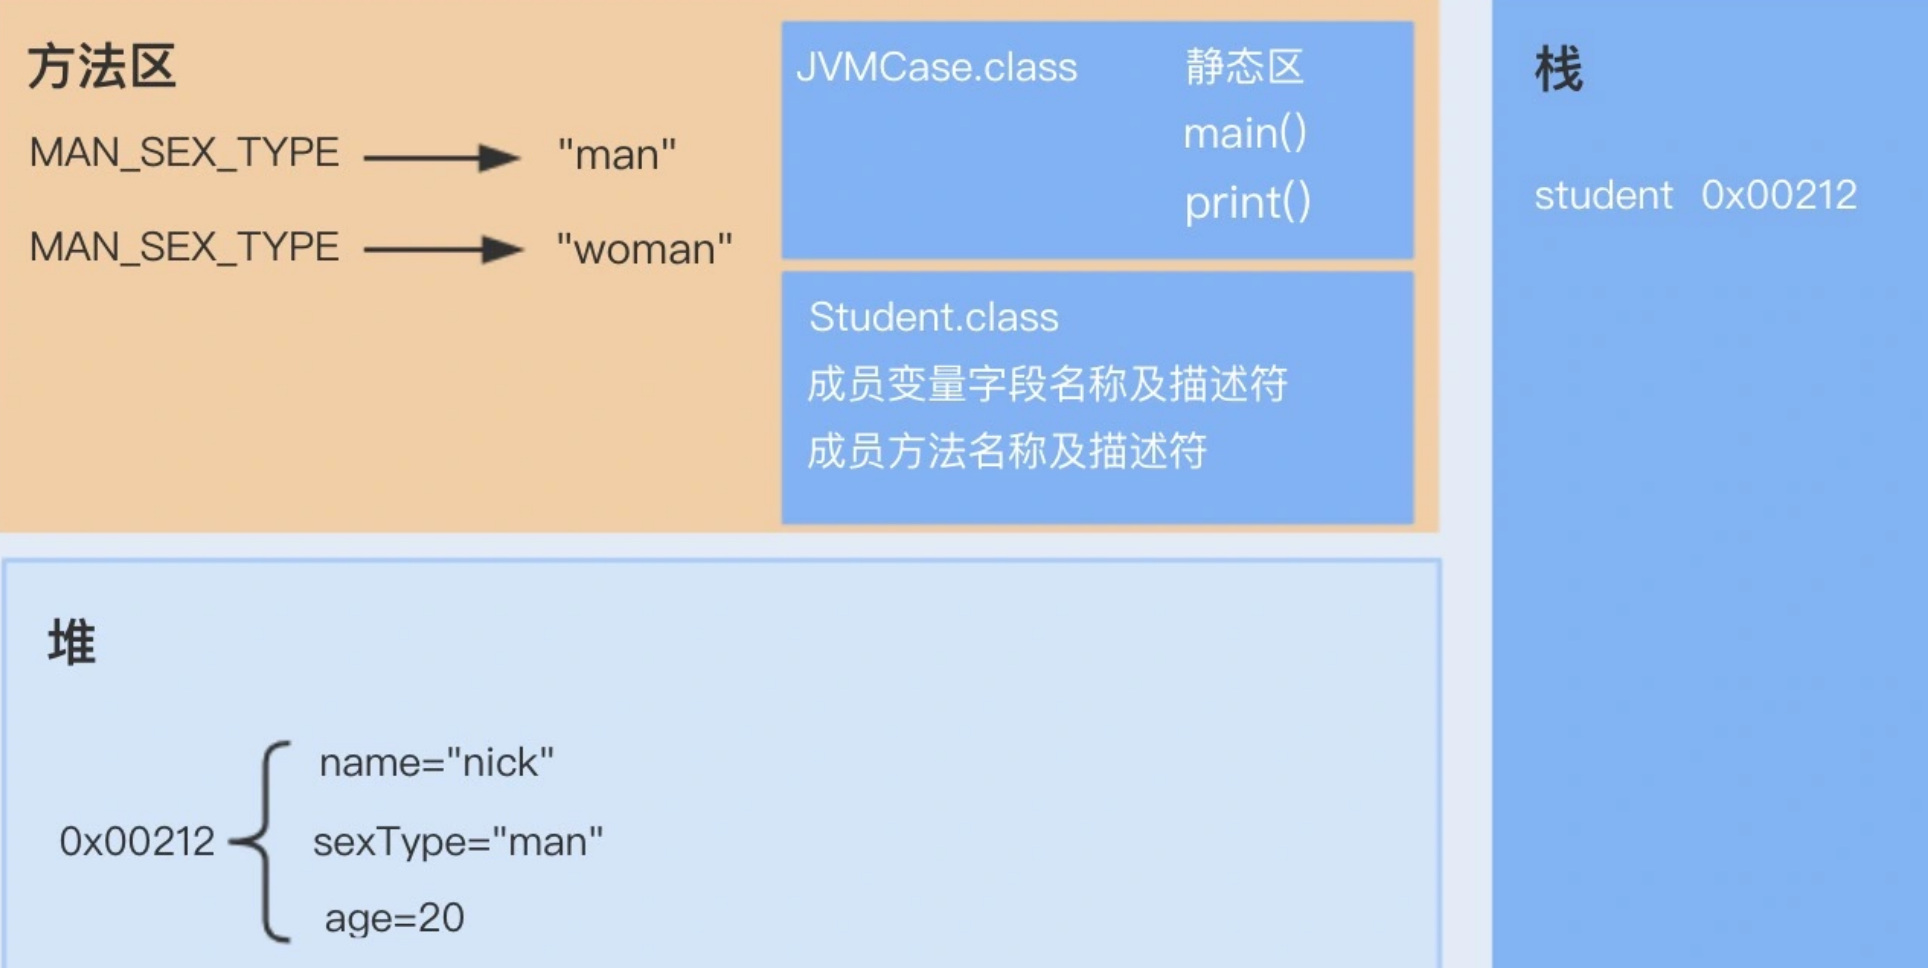 方法区
MAN_SEX_TYPE "man"
MAN_SEX_TYPE "woman"
JVMCase.class 静态区
main()
print()
Student.class
成员变量字段名称及描述符
成员方法名称及描述符
栈
student 0x00212
堆
name="nick"
0x00212 sexType="man"
age=20